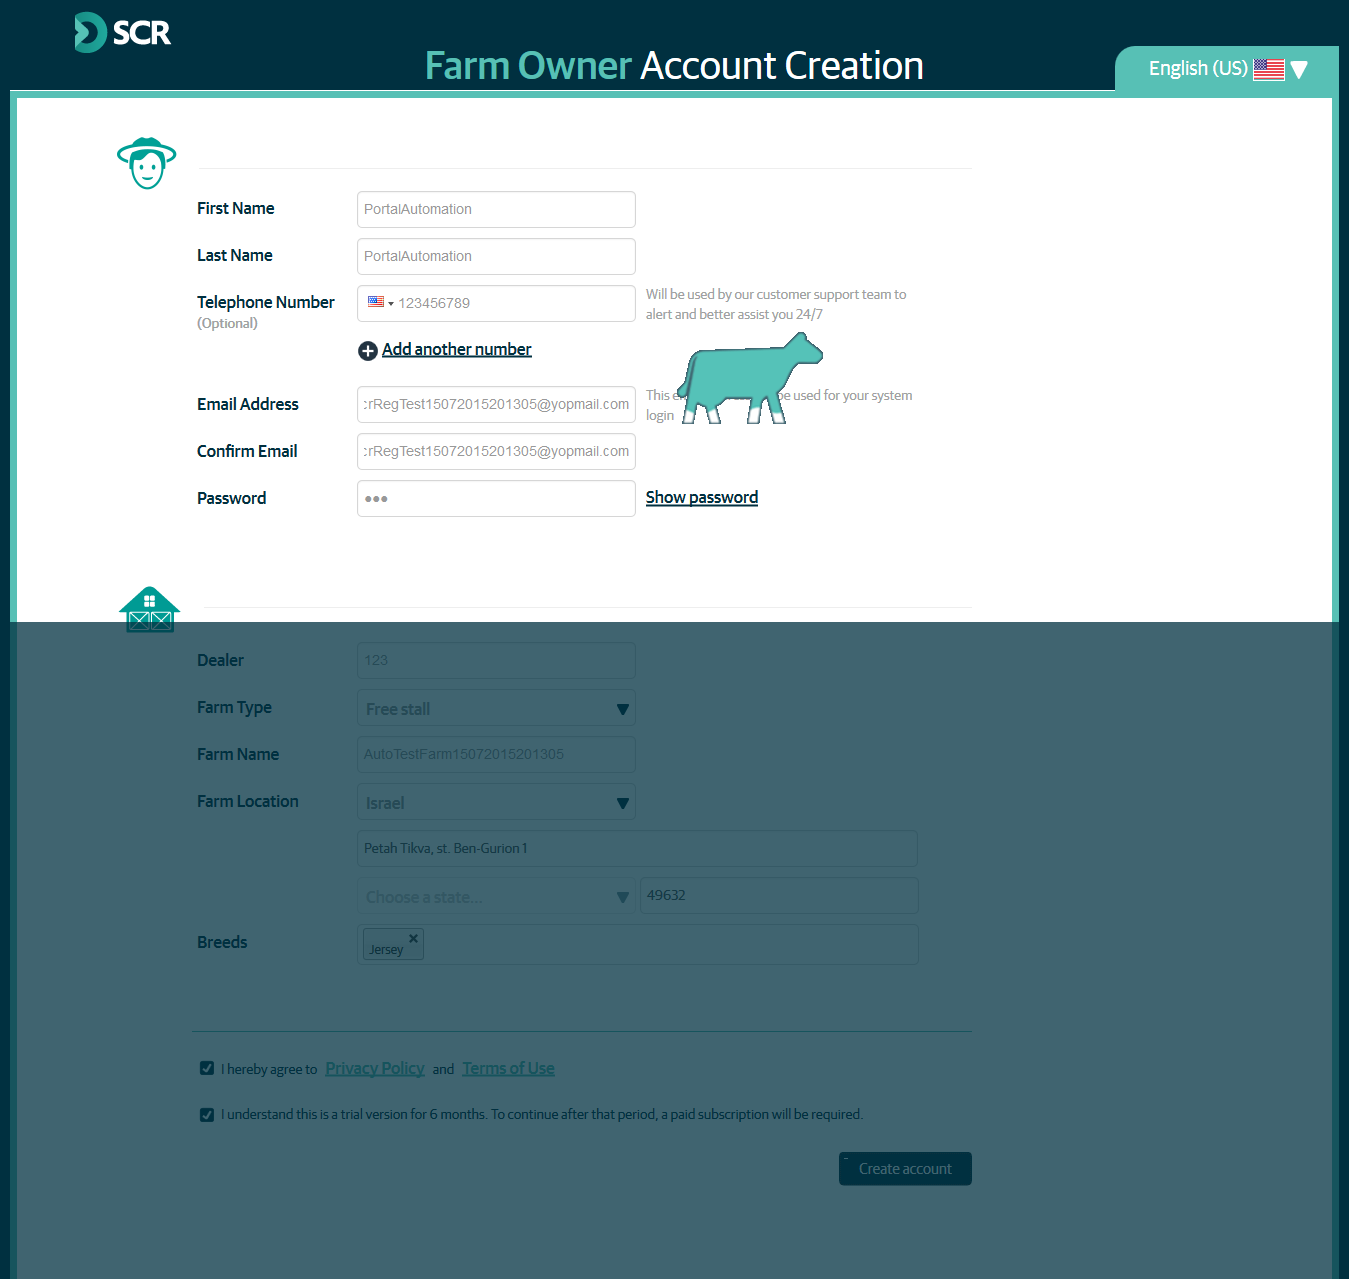 SCR
Farm Owner Account Creation
English (US)
First Name
PortalAutomation
Last Name
PortalAutomation
Telephone Number
(Optional)
123456789
Will be used by our customer support team to
alert and better assist you 24/7
Add another number
Email Address
rRegTest15072015201305@yopmail.com
This be used for your system
login
Confirm Email
rRegTest15072015201305@yopmail.com
Password
Show password
Dealer
123
Farm Type
Free stall
Farm Name
AutoTestFarm15072015201305
Farm Location
Israel
Petah Tikva, st. Ben-Gurion 1
Choose a state...
49632
Breeds
Jersey
I hereby agree to Privacy Policy and Terms of Use
I understand this is a trial version for 6 months. To continue after that period, a paid subscription will be required.
Create account